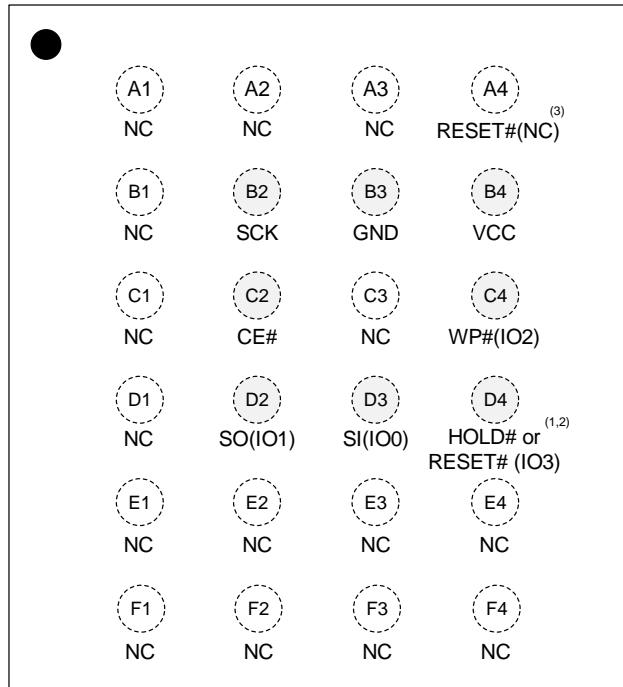 A1 A2 A3 A4
NC NC NC RESET#(NC) (3)
B1 B2 B3 B4
NC SCK GND VCC
C1 C2 C3 C4
NC CE# NC WP#(IO2)
D1 D2 D3 D4
NC SO(IO1) SI(IO0) HOLD# or (1,2)
RESET# (IO3)
E1 E2 E3 E4
NC NC NC NC
F1 F2 F3 F4
NC NC NC NC